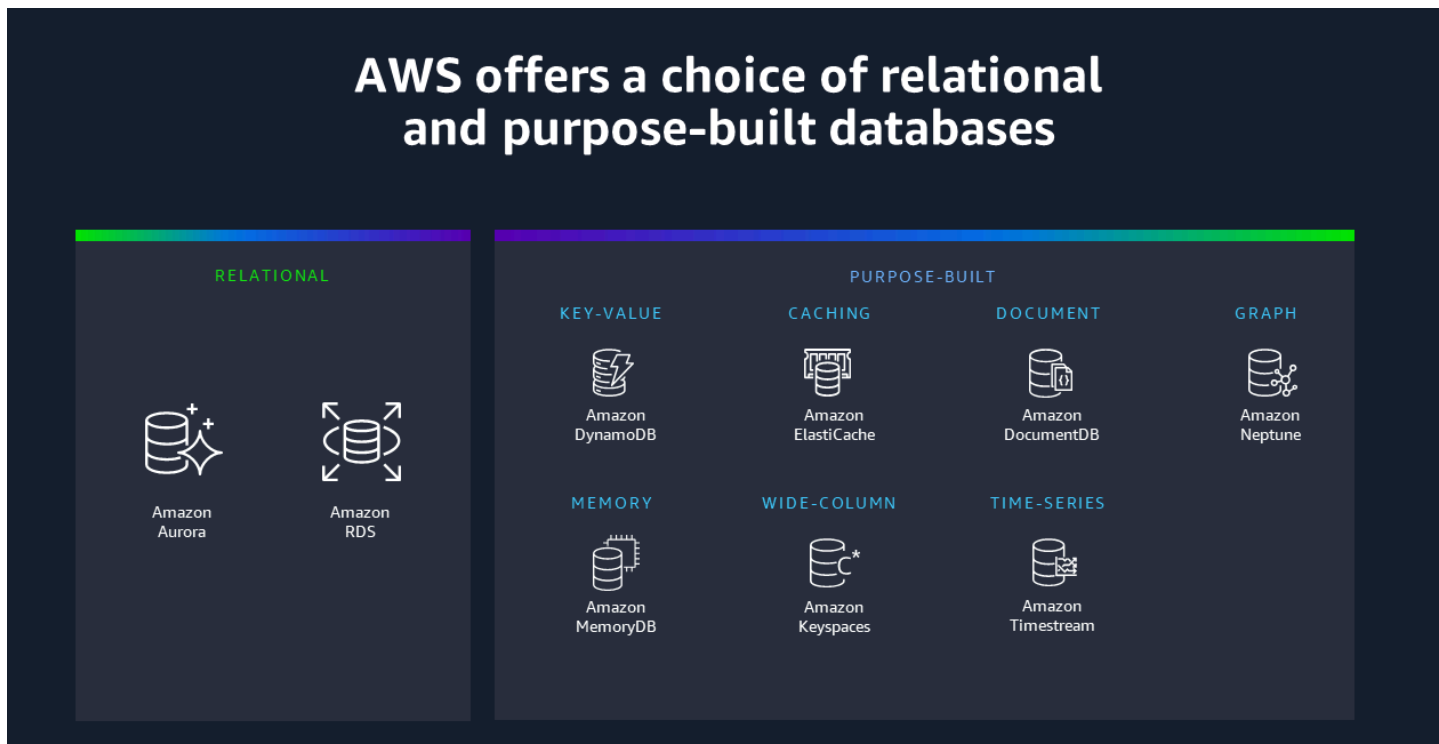 AWS offers a choice of relational
and purpose-built databases
RELATIONAL
Amazon
Aurora
Amazon
RDS
PURPOSE-BUILT
KEY-VALUE
Amazon
DynamoDB
CACHING
Amazon
ElastiCache
DOCUMENT
{}
Amazon
DocumentDB
GRAPH
Amazon
Neptune
MEMORY
Amazon
MemoryDB
WIDE-COLUMN
C*
Amazon
Keyspaces
TIME-SERIES
Amazon
Timestream